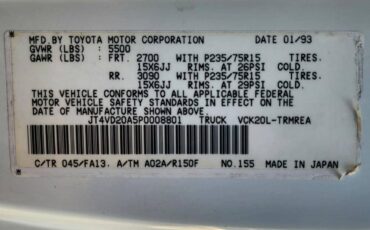 MFD.BY TOYOTA MOTOR CORPORATION DATE 01/93
GVWR (LBS) : 5500
GAWR (LBS) : FRT. 2700 WITH P235/75R15 TIRES.
15X6JJ RIMS. AT 26PSI COLD.
RR. 3090 WITH P235/75R15 TIRES.
15X6JJ RIMS. AT 29PSI COLD.
THIS VEHICLE CONFORMS TO ALL APPLICABLE FEDERAL
MOTOR VEHICLE SAFETY STANDARDS IN EFFECT ON THE DATE
OF MANUFACTURE SHOWN ABOVE.
JT4VD20A5P0008801 TRUCK VCK20L-TRMREA
C/TR 045/FA13. A/TM A02A/R150F NO.155 MADE IN JAPAN